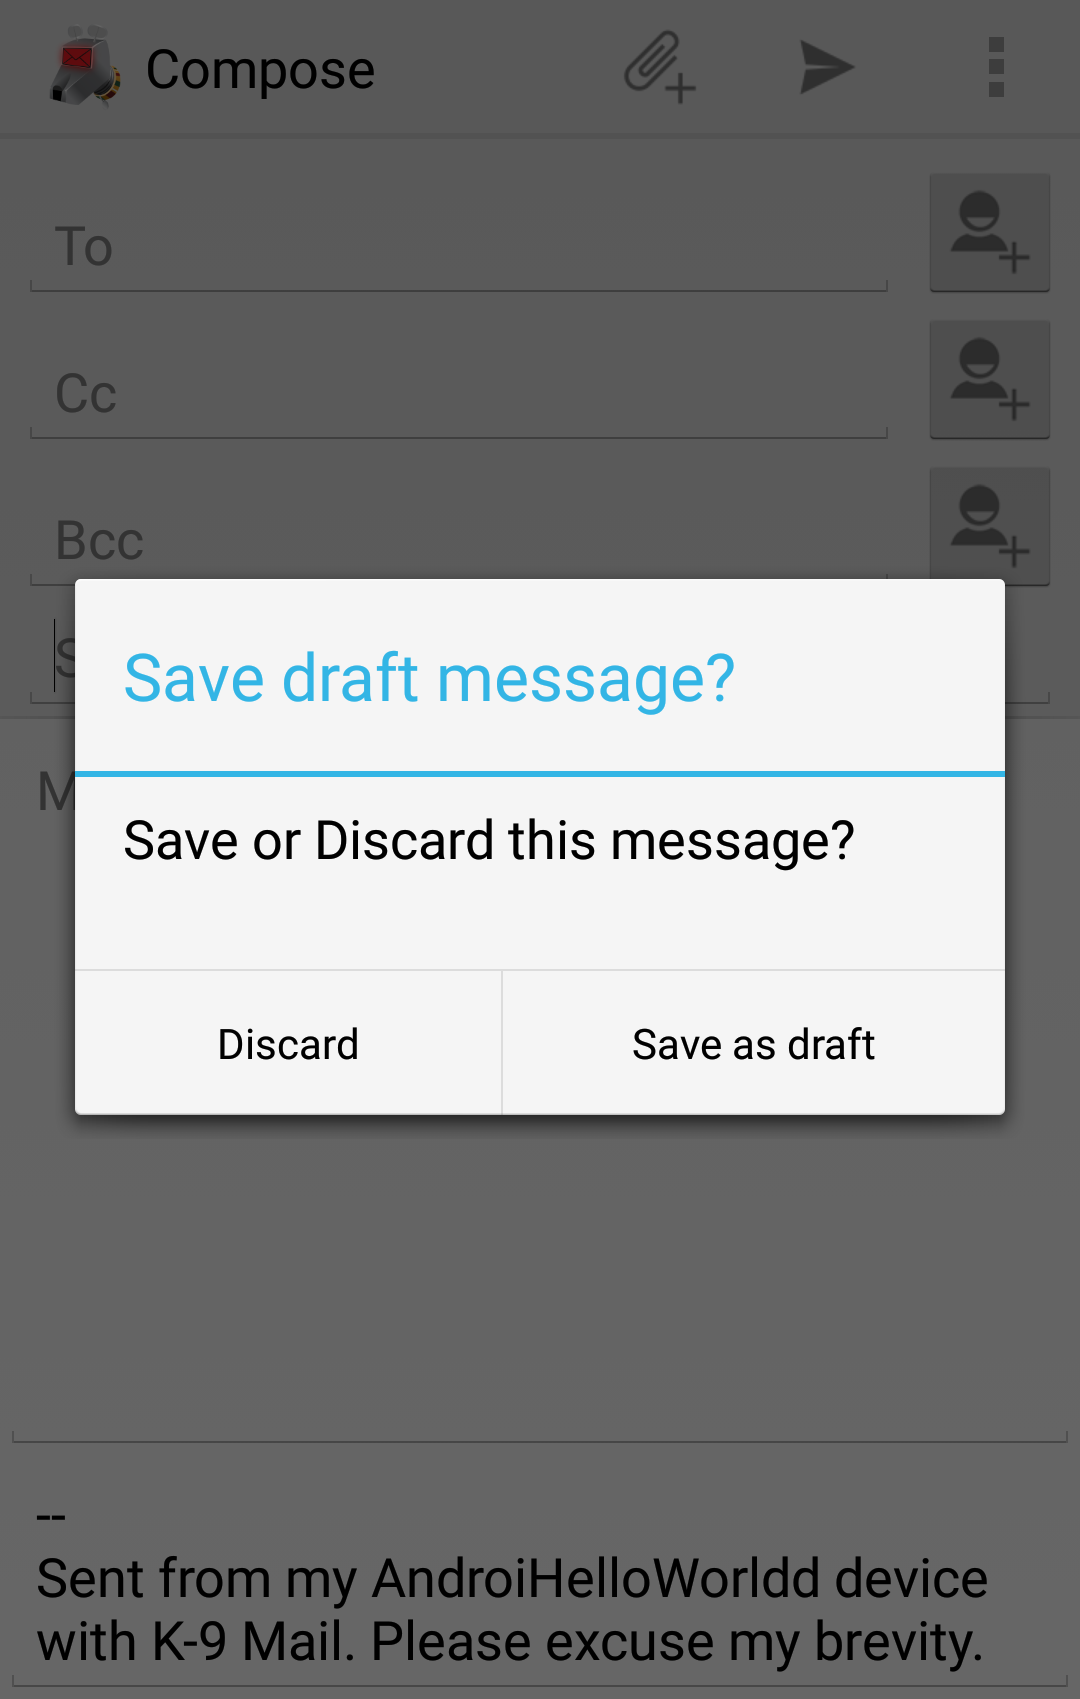 Compose
To
Cc
Bcc
S
Save draft message?
M
Save or Discard this message?
Discard
Save as draft
--
Sent from my AndroiHelloWorldd device
with K-9 Mail. Please excuse my brevity.